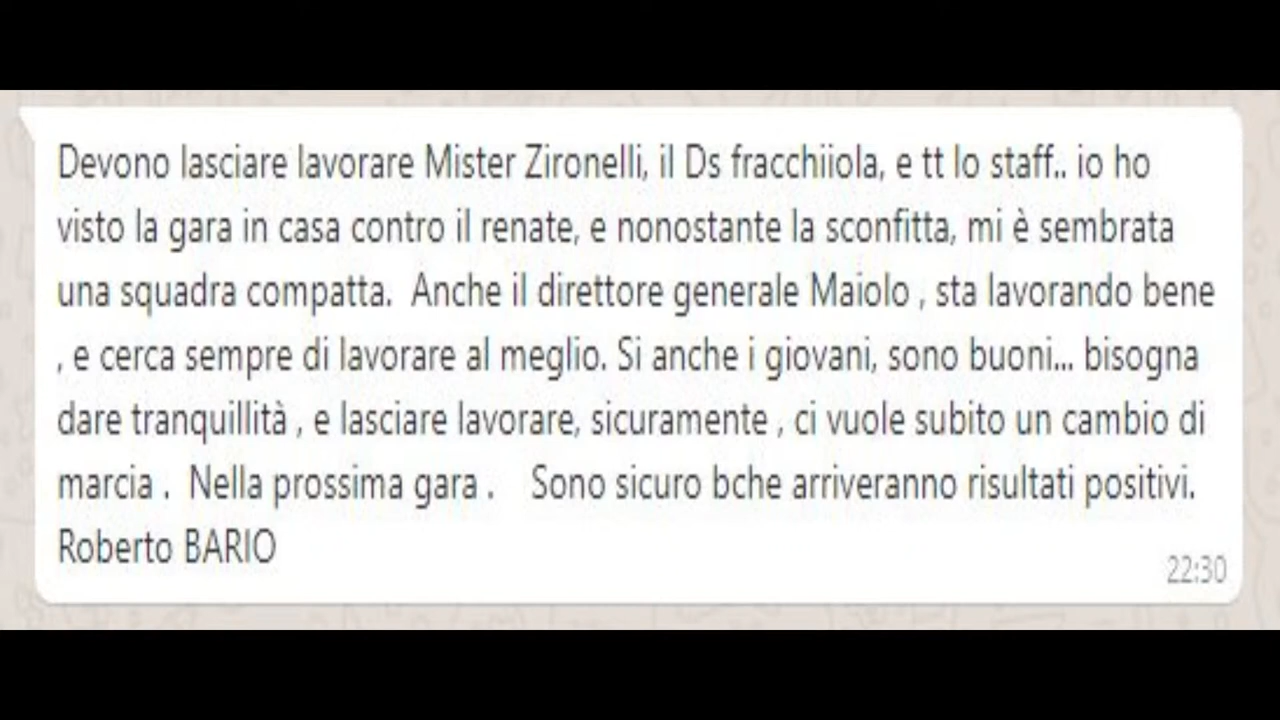 Devono lasciare lavorare Mister Zironelli, il Ds fracchiiola, e tt lo staff.. io ho
visto la gara in casa contro il renate, e nonostante la sconfitta, mi è sembrata
una squadra compatta.  Anche il direttore generale Maiolo , sta lavorando bene
, e cerca sempre di lavorare al meglio. Si anche i giovani, sono buoni... bisogna
dare tranquillità , e lasciare lavorare, sicuramente , ci vuole subito un cambio di
marcia .  Nella prossima gara .    Sono sicuro bche arriveranno risultati positivi.
Roberto BARIO
22:30